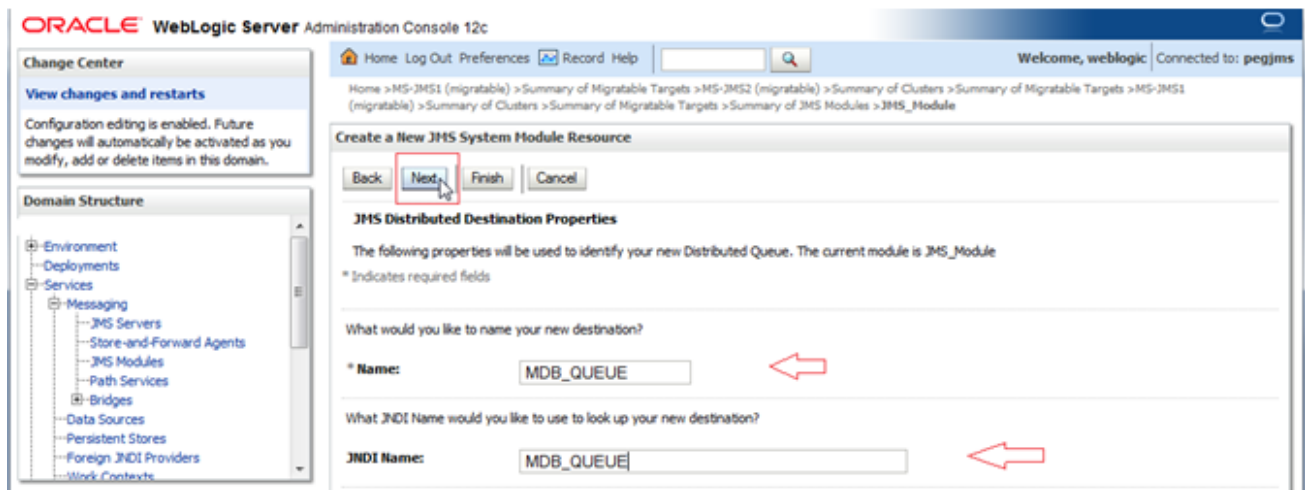 ORACLE WebLogic Server Administration Console 12c
Change Center
View changes and restarts
Configuration editing is enabled. Future
changes will automatically be activated as you
modify, add or delete items in this domain.
Domain Structure
Environment
Deployments
Services
Messaging
JMS Servers
Store-and-Forward Agents
JMS Modules
Path Services
Bridges
Data Sources
Persistent Stores
Foreign JNDI Providers
Work Contexts
Home Log Out Preferences Record Help
Welcome, weblogic Connected to: pegjms
Home >MS-JMS1 (migratable) >Summary of Migratable Targets >MS-JMS2 (migratable) >Summary of Clusters >Summary of Migratable Targets >MS-JMS1
(migratable) >Summary of Clusters >Summary of Migratable Targets >Summary of JMS Modules >JMS_Module
Create a New JMS System Module Resource
Back Next Finish Cancel
JMS Distributed Destination Properties
The following properties will be used to identify your new Distributed Queue. The current module is JMS_Module
* Indicates required fields
What would you like to name your new destination?
* Name: MDB_QUEUE
What JNDI Name would you like to use to look up your new destination?
JNDI Name: MDB_QUEUE